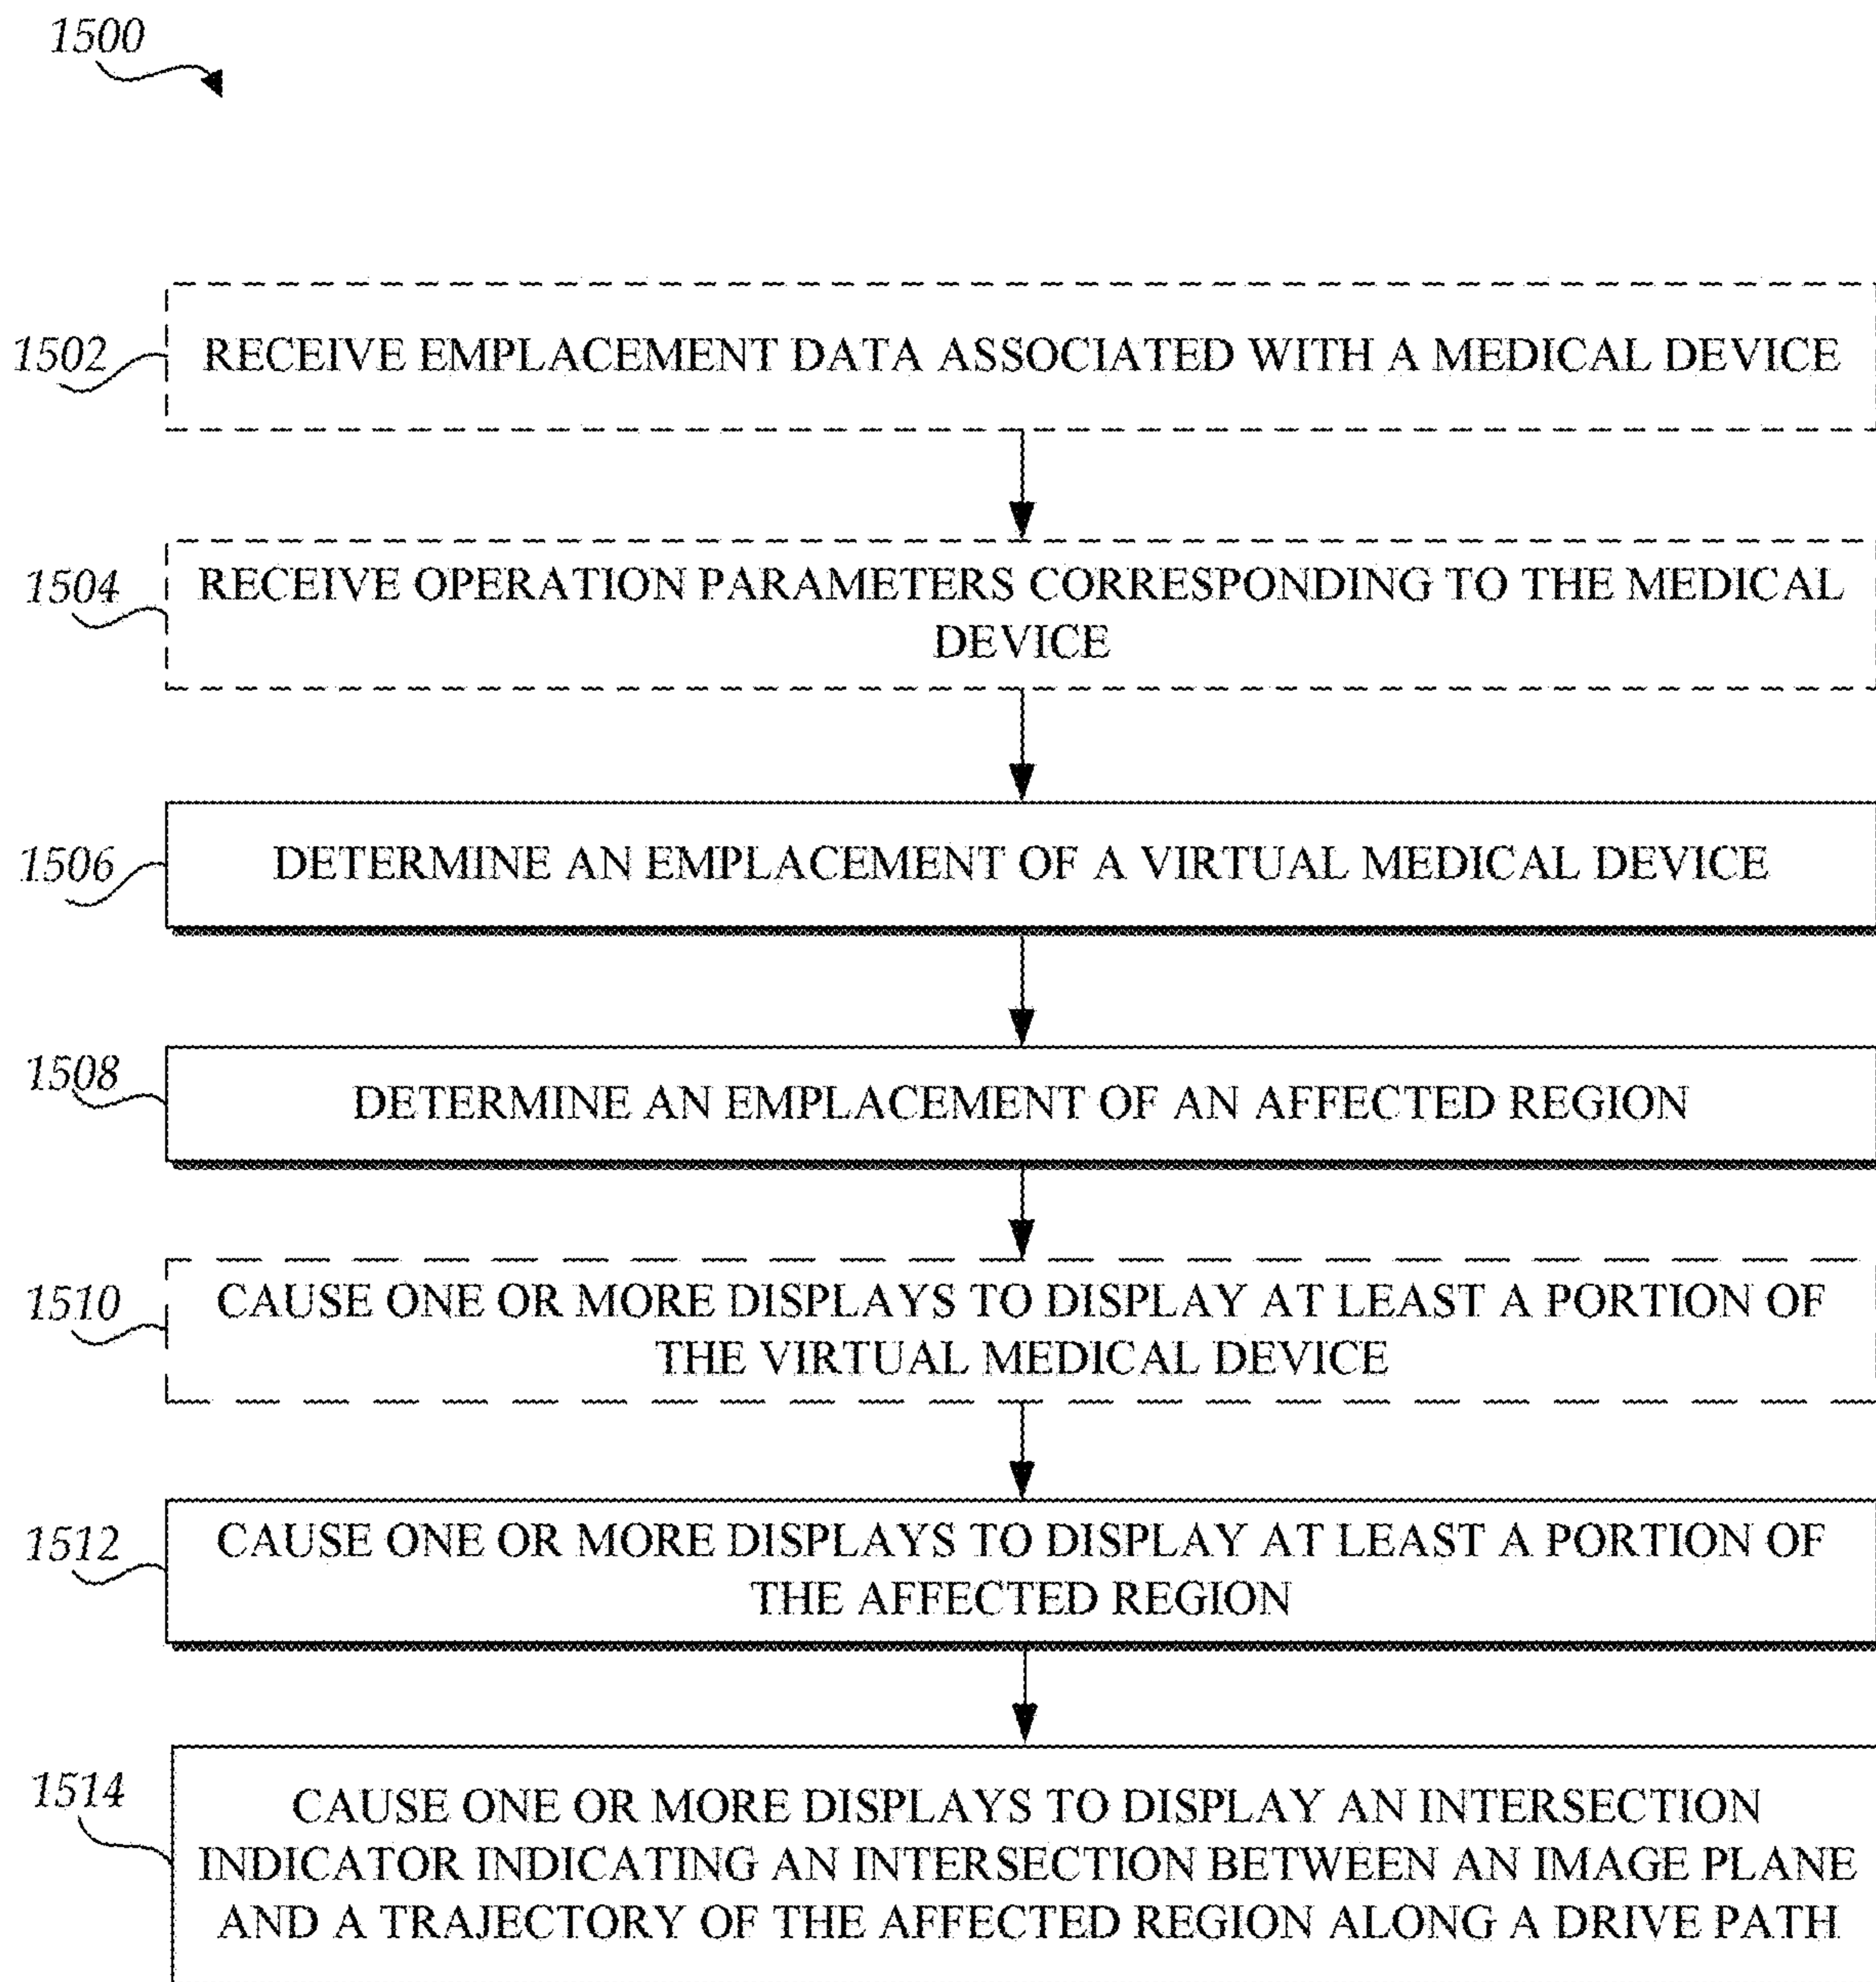 1500
1502
RECEIVE EMPLACEMENT DATA ASSOCIATED WITH A MEDICAL DEVICE
1504
RECEIVE OPERATION PARAMETERS CORRESPONDING TO THE MEDICAL
DEVICE
1506
DETERMINE AN EMPLACEMENT OF A VIRTUAL MEDICAL DEVICE
1508
DETERMINE AN EMPLACEMENT OF AN AFFECTED REGION
1510
CAUSE ONE OR MORE DISPLAYS TO DISPLAY AT LEAST A PORTION OF
THE VIRTUAL MEDICAL DEVICE
1512
CAUSE ONE OR MORE DISPLAYS TO DISPLAY AT LEAST A PORTION OF
THE AFFECTED REGION
1514
CAUSE ONE OR MORE DISPLAYS TO DISPLAY AN INTERSECTION
INDICATOR INDICATING AN INTERSECTION BETWEEN AN IMAGE PLANE
AND A TRAJECTORY OF THE AFFECTED REGION ALONG A DRIVE PATH